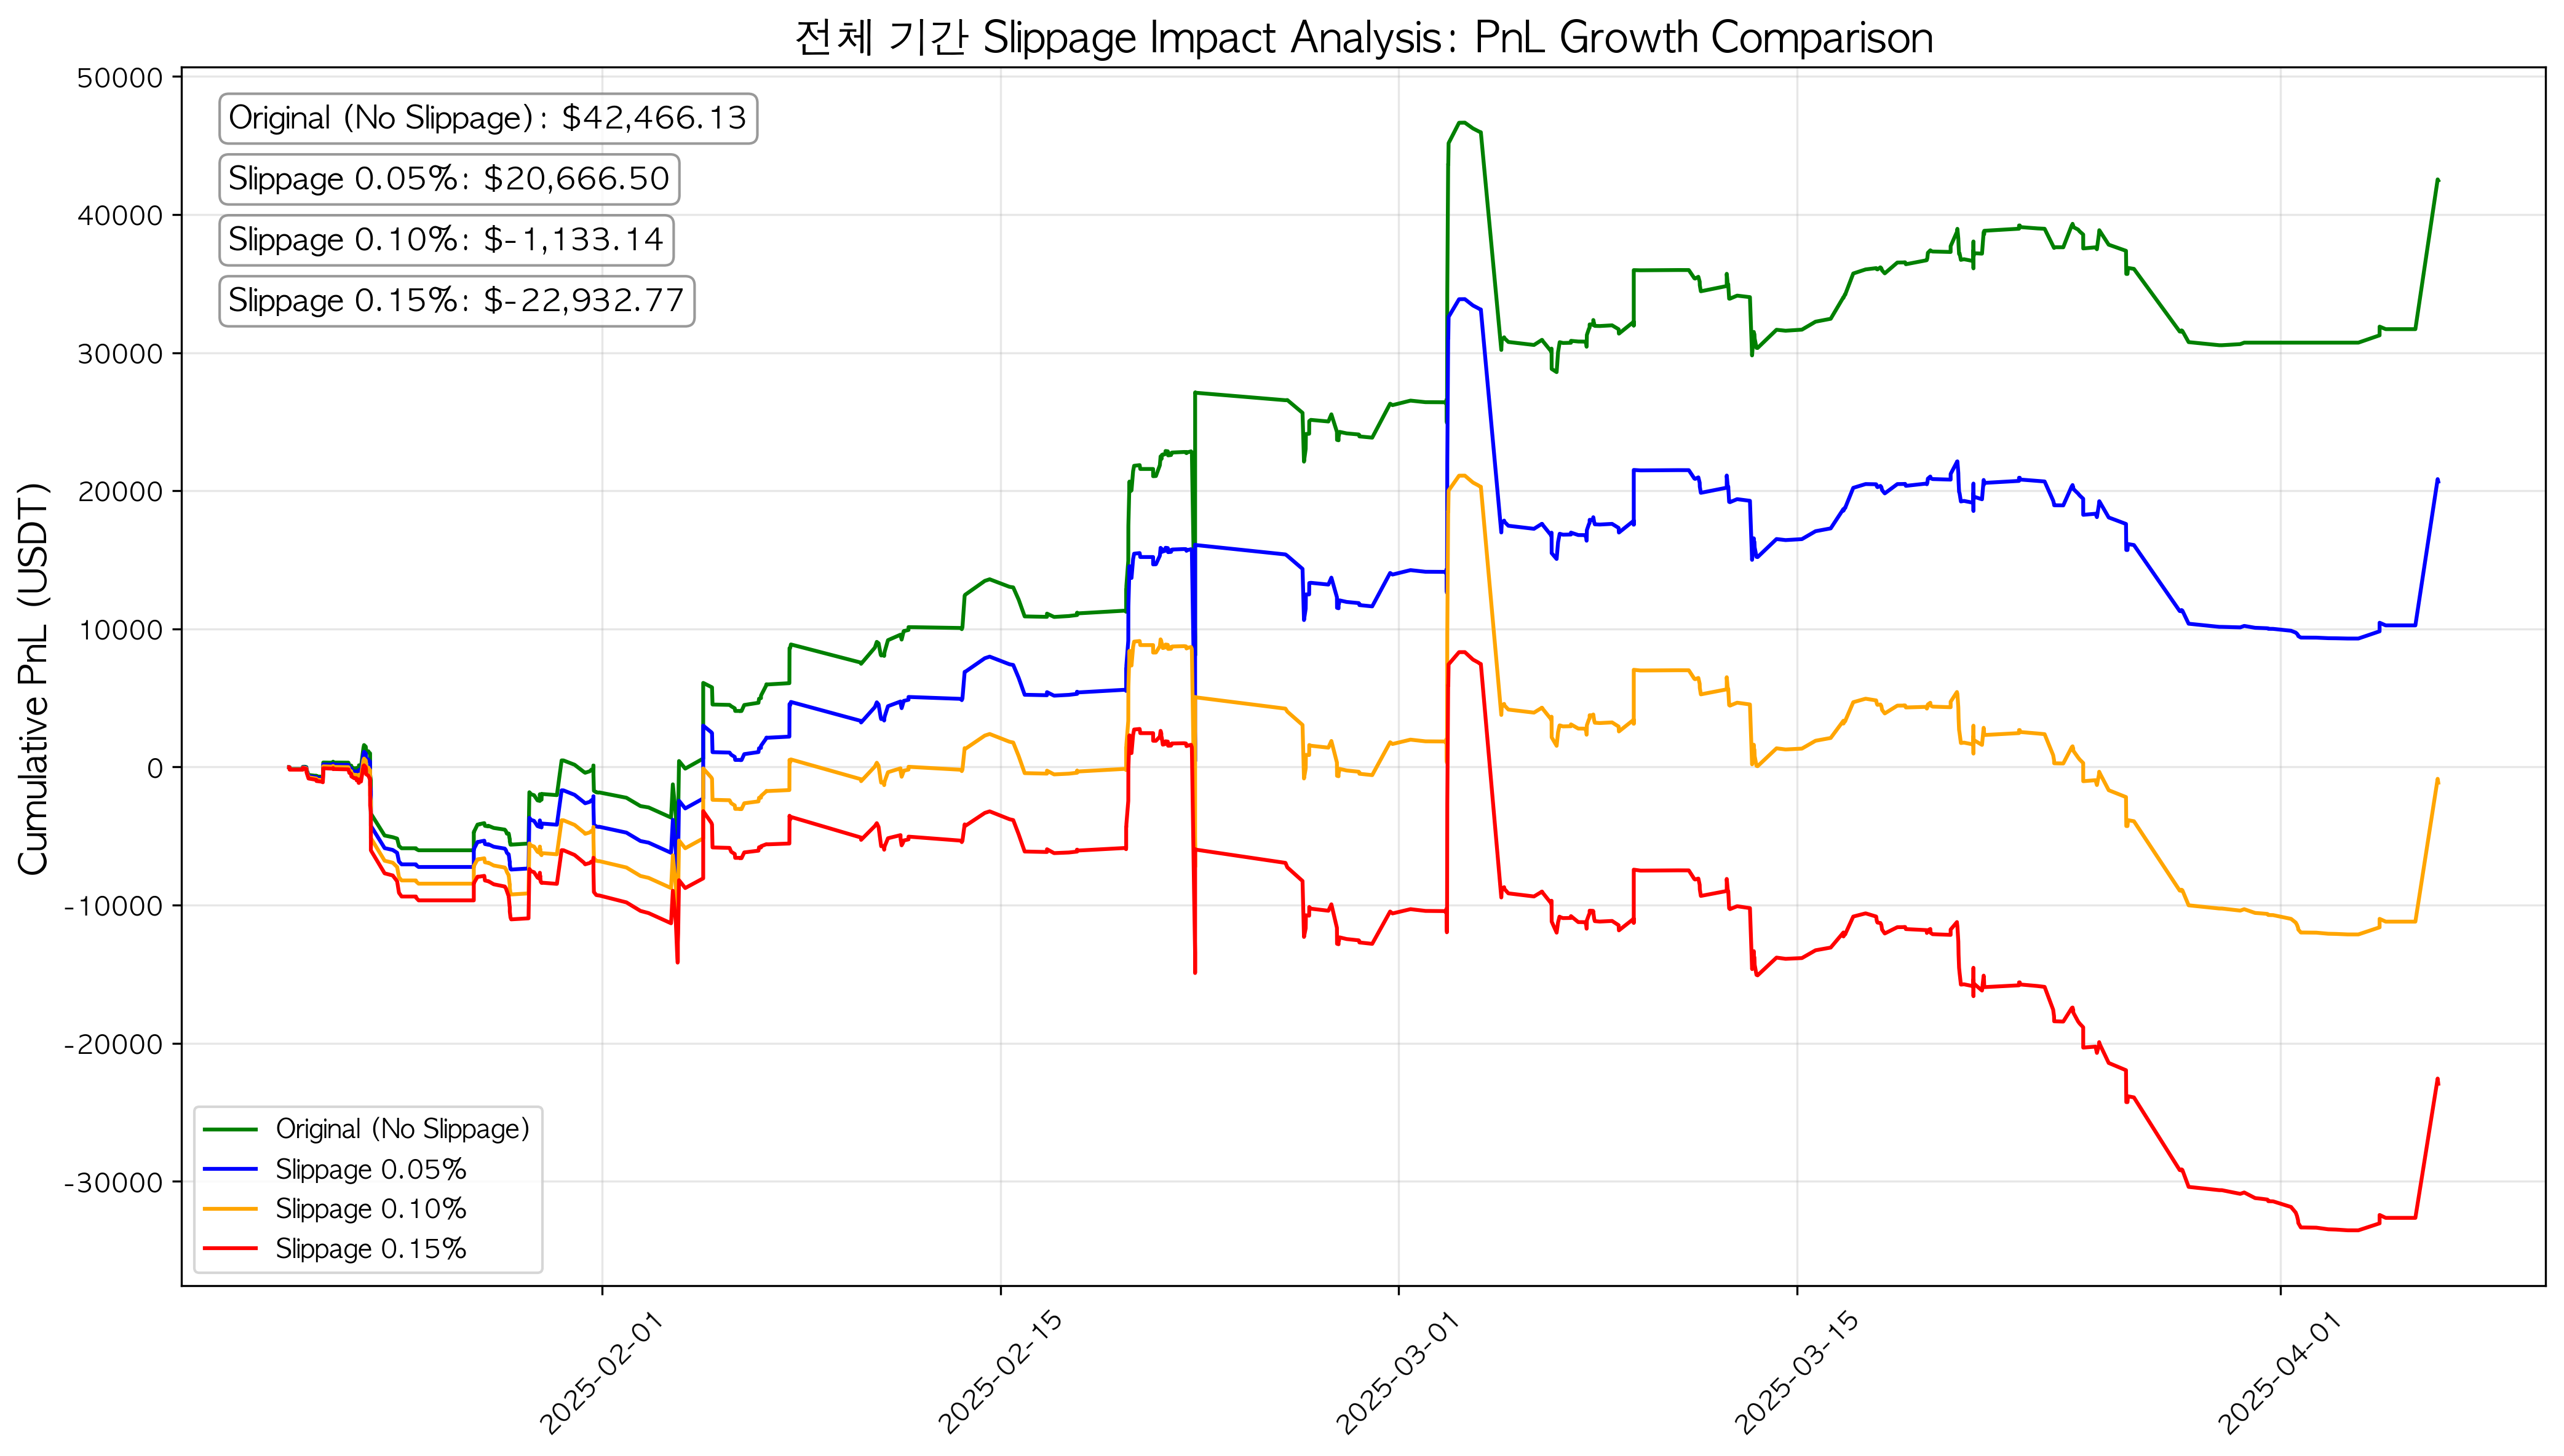 전체 기간 Slippage Impact Analysis: PnL Growth Comparison
Cumulative PnL (USDT)
50000
40000
30000
20000
10000
0
-10000
-20000
-30000
Original (No Slippage): $42,466.13
Slippage 0.05%: $20,666.50
Slippage 0.10%: $-1,133.14
Slippage 0.15%: $-22,932.77
Original (No Slippage)
Slippage 0.05%
Slippage 0.10%
Slippage 0.15%
2025-02-01
2025-02-15
2025-03-01
2025-03-15
2025-04-01